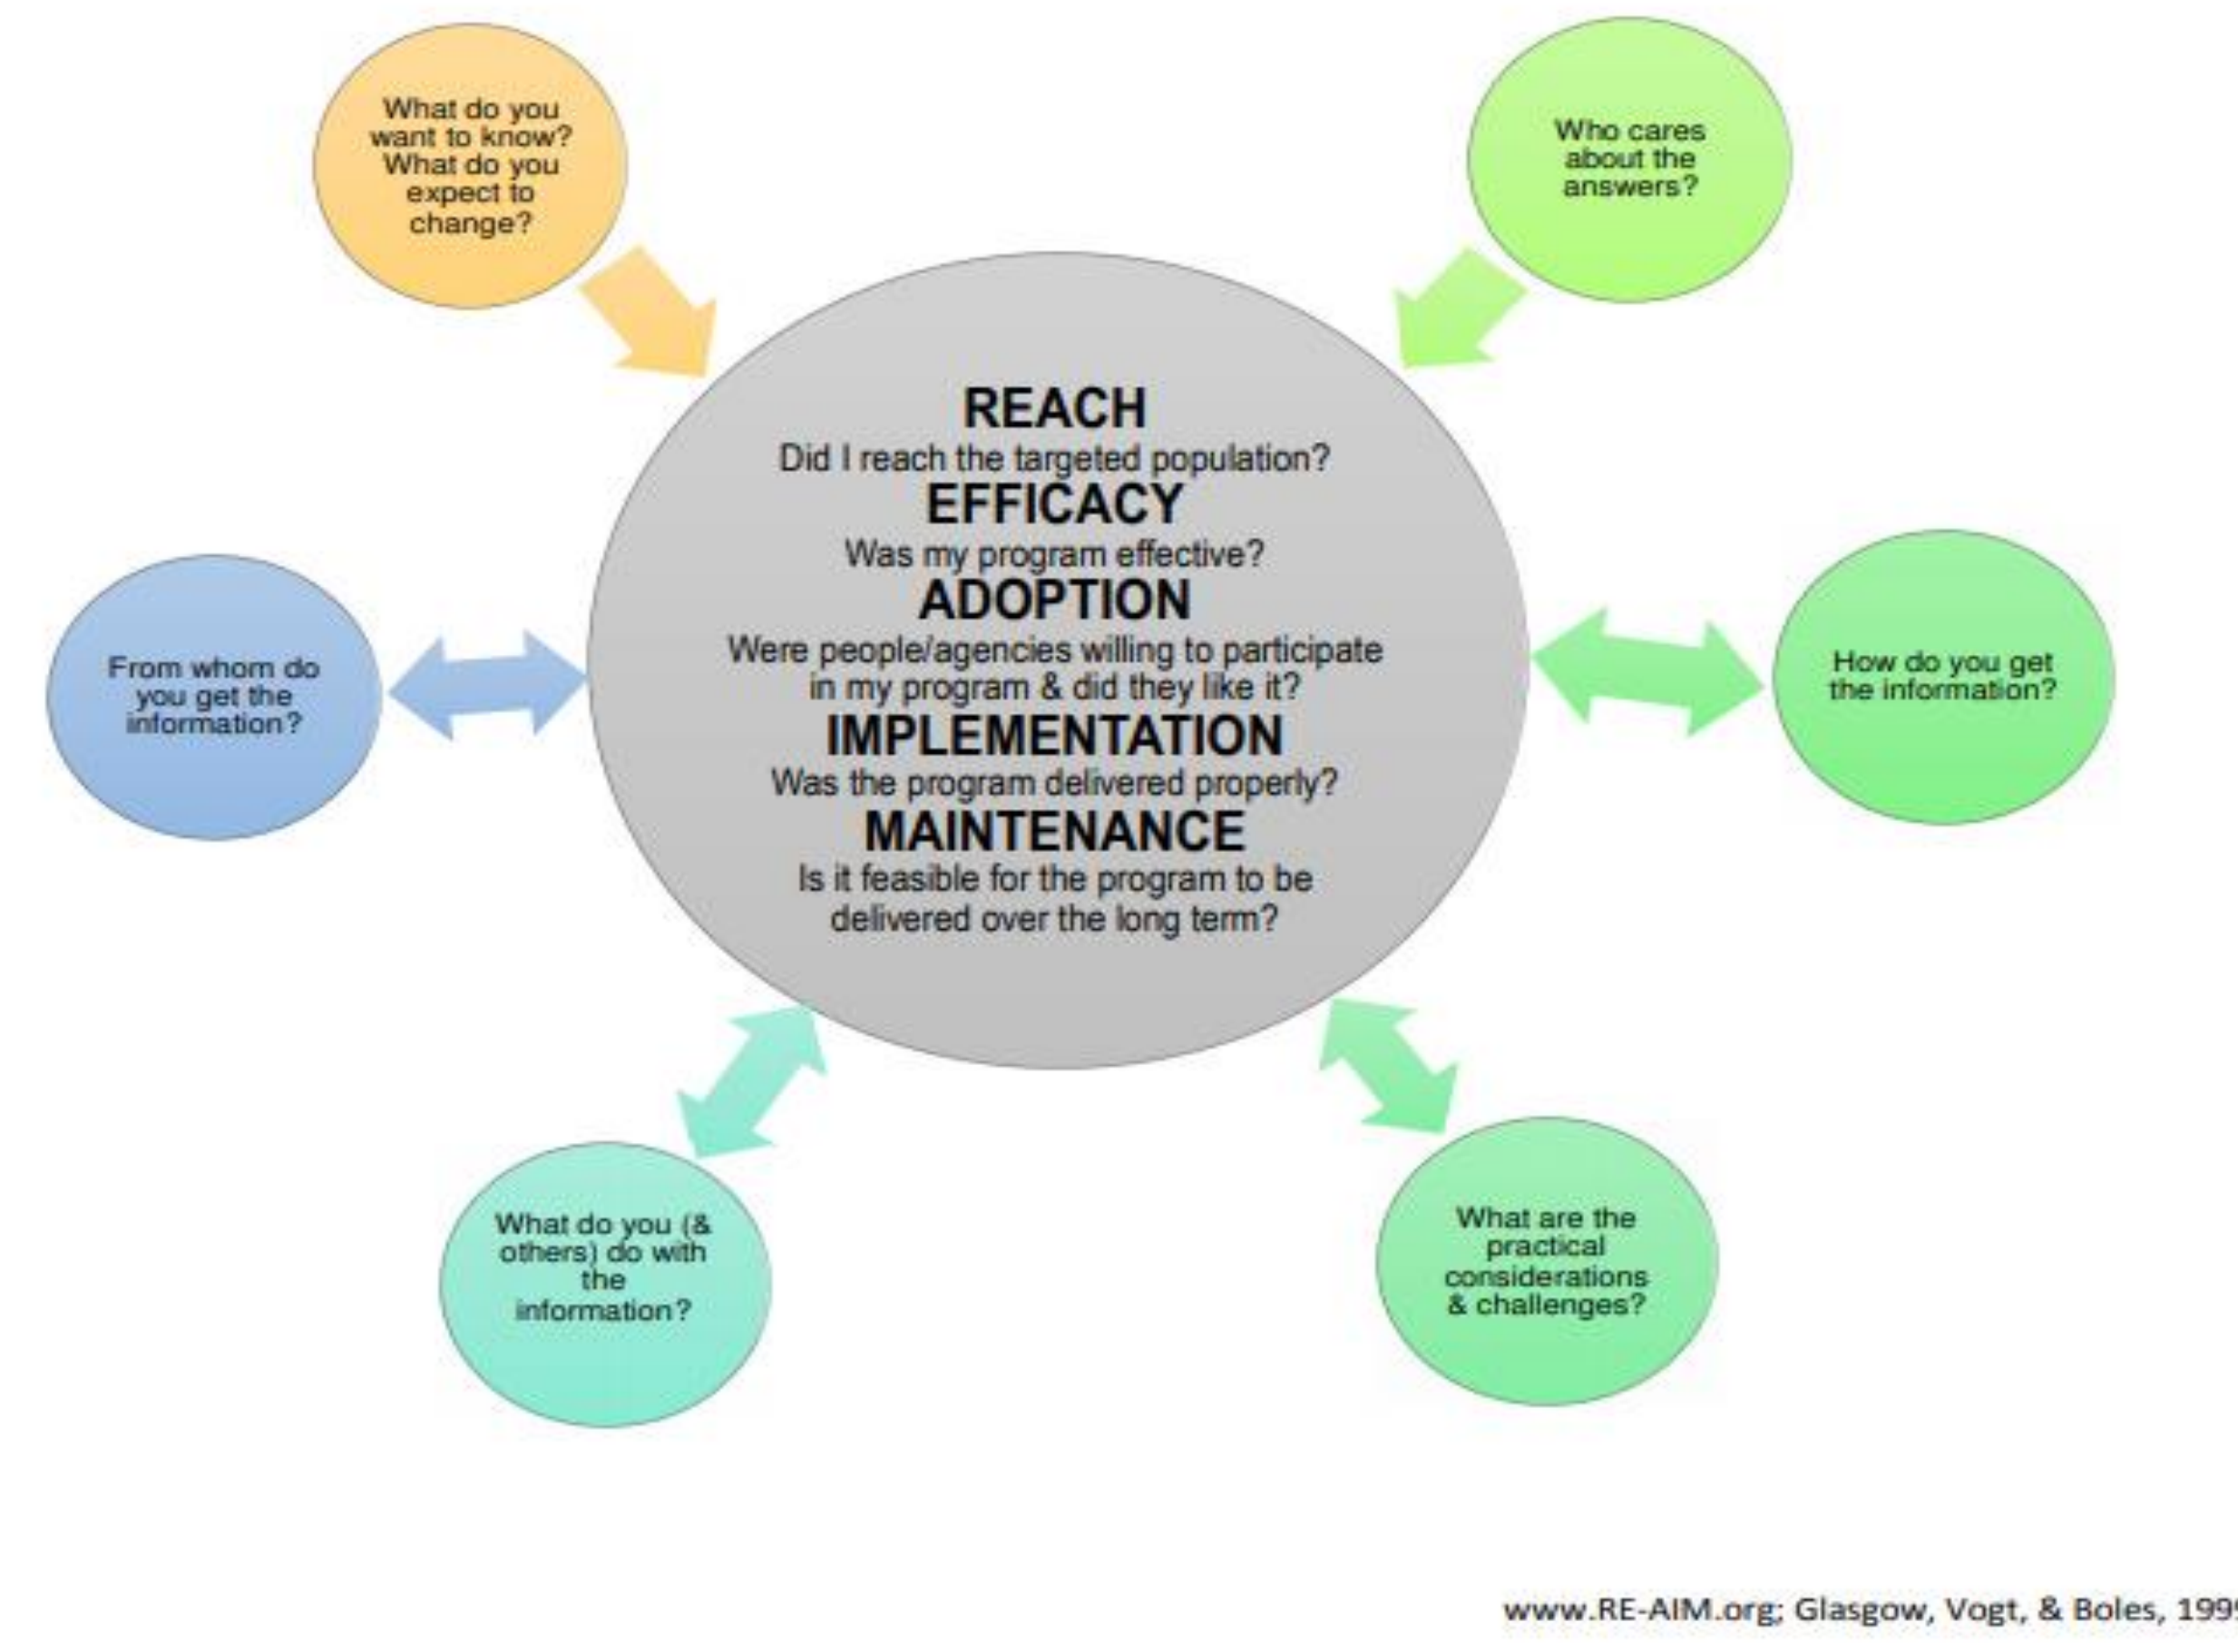 What do you
want to know?
What do you
expect to
change?
Who cares
about the
answers?
REACH
Did I reach the targeted population?
EFFICACY
Was my program effective?
ADOPTION
Were people/agencies willing to participate
in my program & did they like it?
IMPLEMENTATION
Was the program delivered properly?
MAINTENANCE
Is it feasible for the program to be
delivered over the long term?
From whom do
you get the
information?
How do you get
the information?
What do you (&
others) do with
the
information?
What are the
practical
considerations
& challenges?
www.RE-AIM.org; Glasgow, Vogt, & Boles, 1999